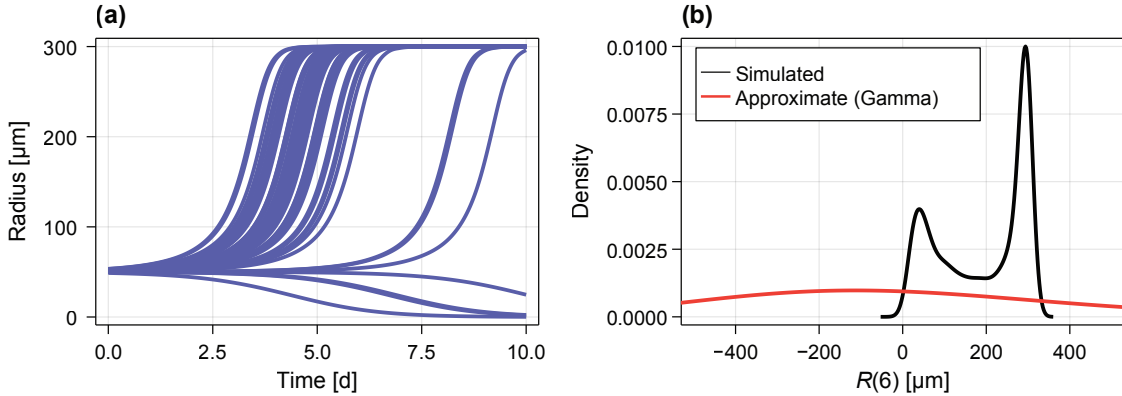 (a)
300
200
100
0
Radius [µm]
0.0
2.5
5.0
7.5
10.0
Time [d]
(b)
0.0100
0.0075
0.0050
0.0025
0.0000
Density
Simulated
Approximate (Gamma)
−400
−200
0
200
400
R(6) [µm]